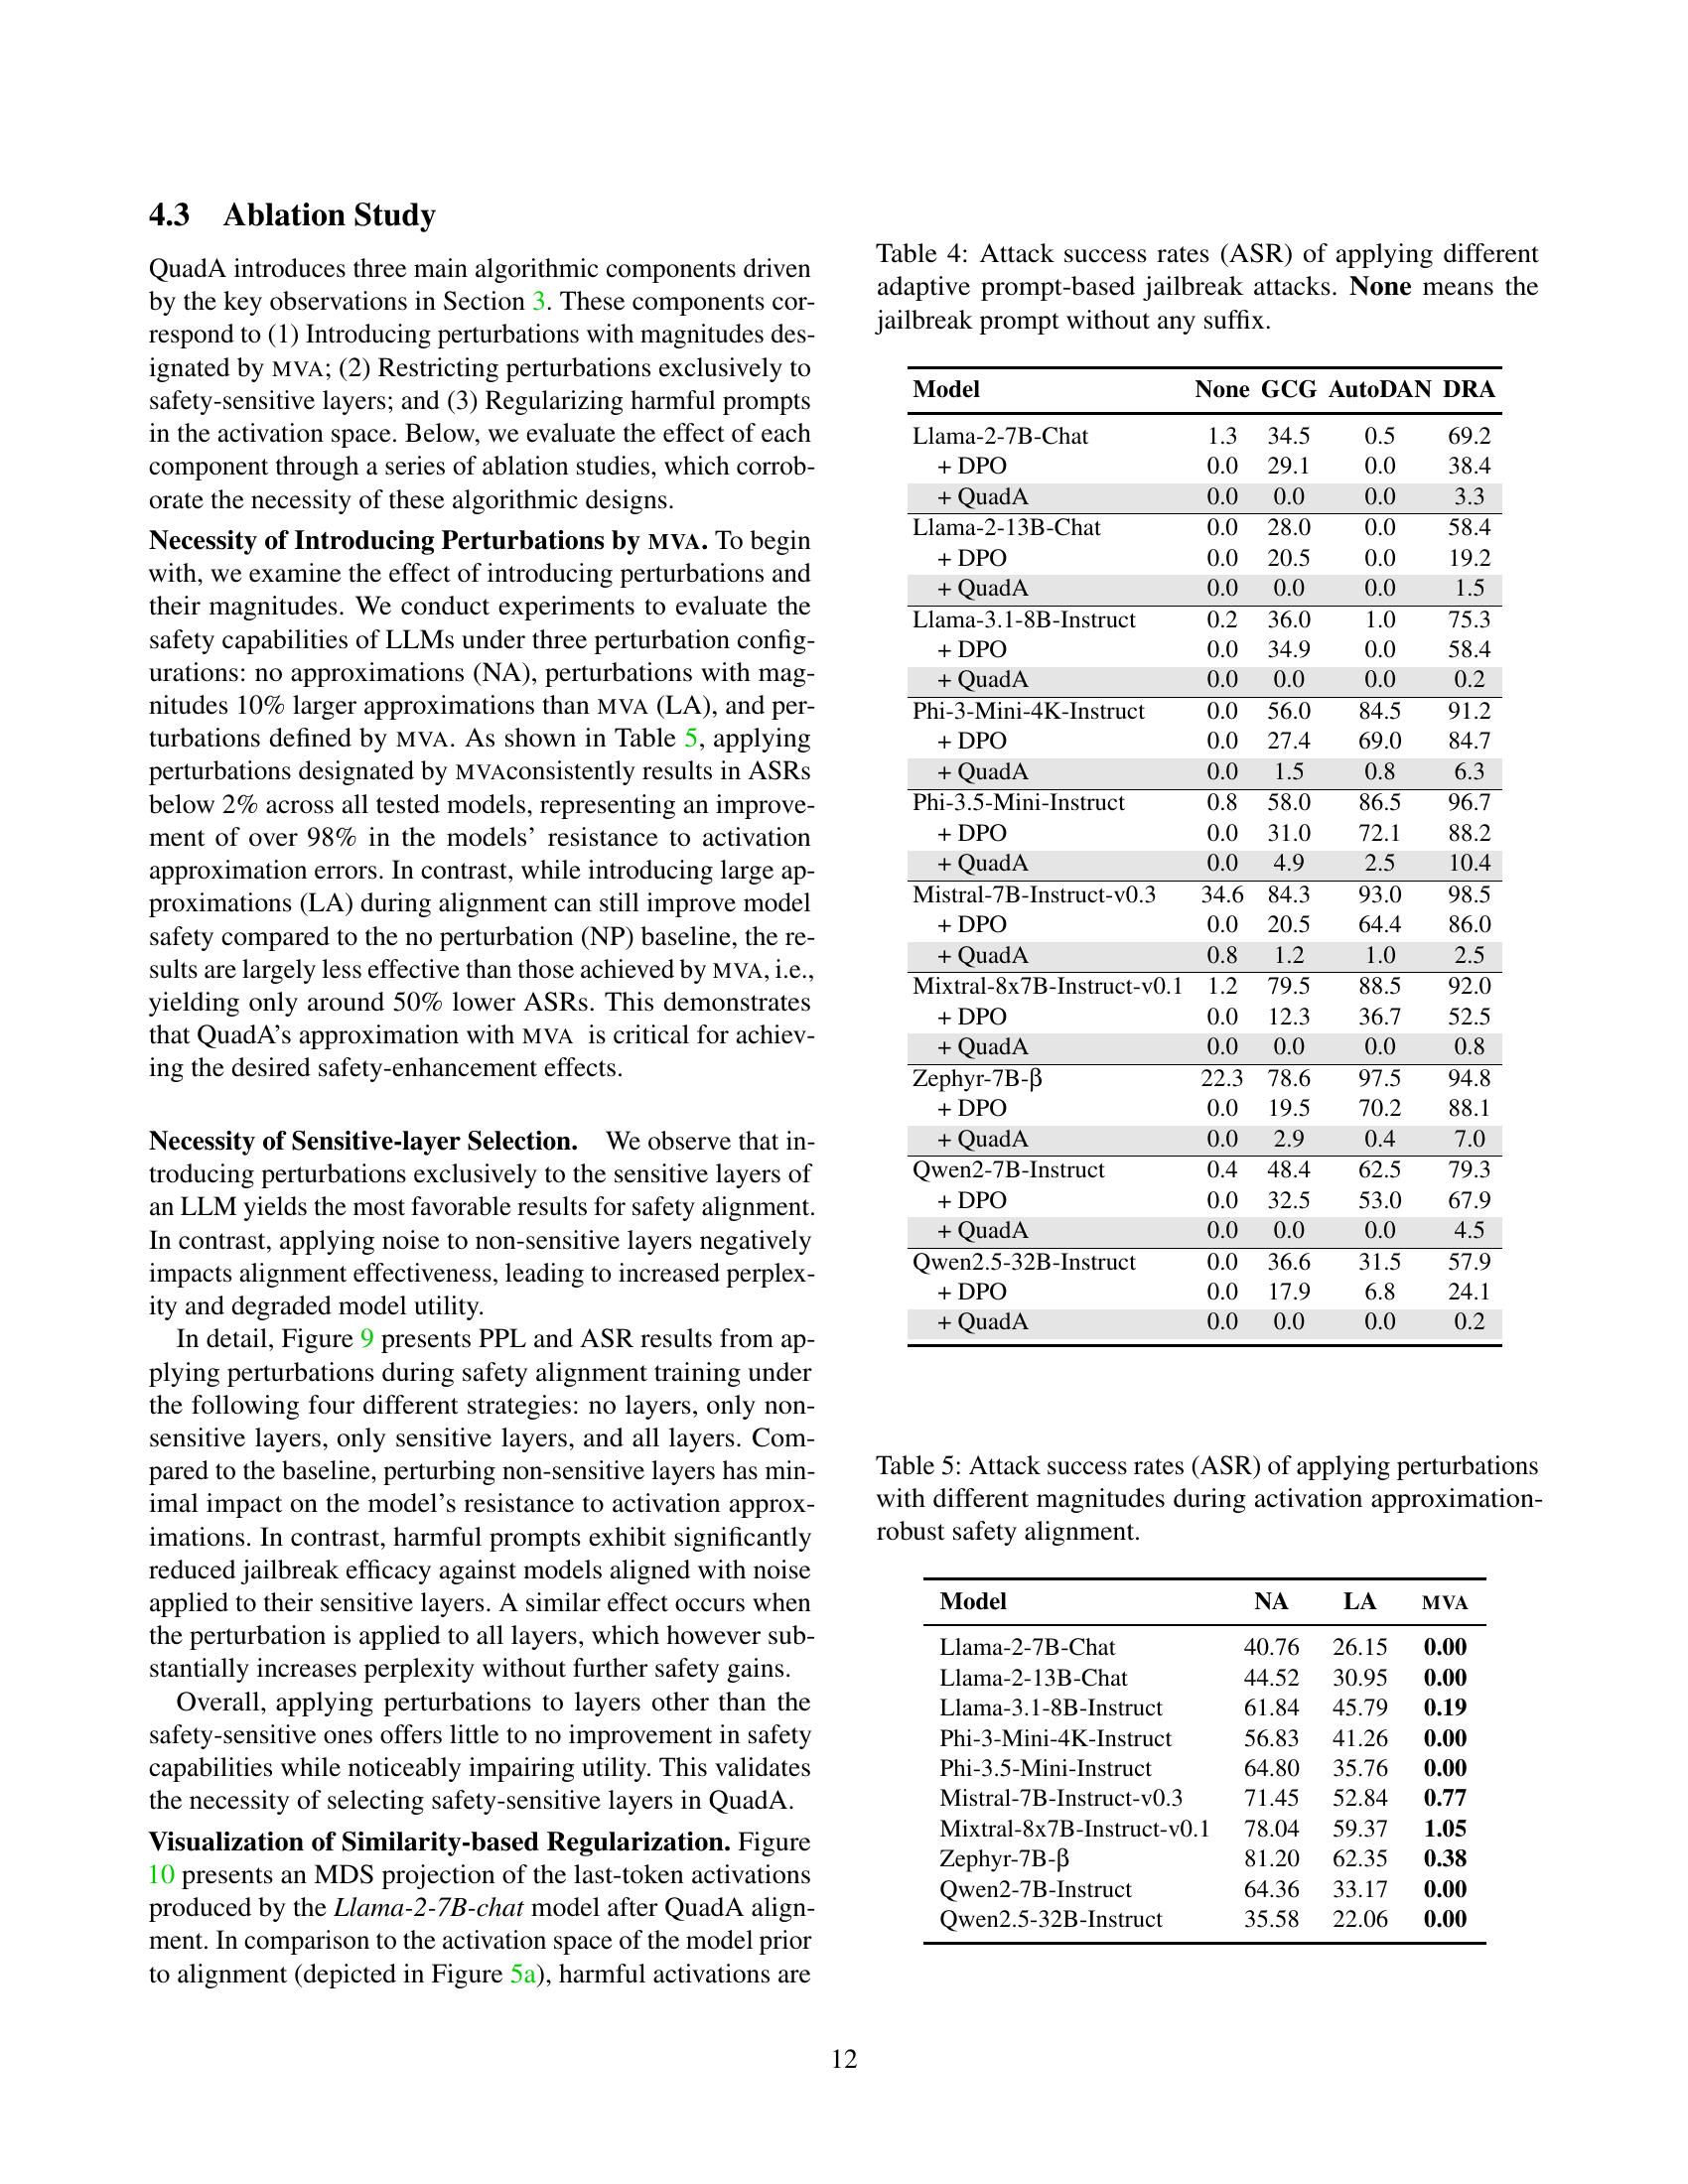 4.3 Ablation Study
QuadA introduces three main algorithmic components driven
by the key observations in Section 3. These components cor-
respond to (1) Introducing perturbations with magnitudes des-
ignated by MVA; (2) Restricting perturbations exclusively to
safety-sensitive layers; and (3) Regularizing harmful prompts
in the activation space. Below, we evaluate the effect of each
component through a series of ablation studies, which corrob-
orate the necessity of these algorithmic designs.
Necessity of Introducing Perturbations by MVA. To begin
with, we examine the effect of introducing perturbations and
their magnitudes. We conduct experiments to evaluate the
safety capabilities of LLMs under three perturbation config-
urations: no approximations (NA), perturbations with mag-
nitudes 10% larger approximations than MVA (LA), and per-
turbations defined by MVA. As shown in Table 5, applying
perturbations designated by MVAconsistently results in ASRs
below 2% across all tested models, representing an improve-
ment of over 98% in the models’ resistance to activation
approximation errors. In contrast, while introducing large ap-
proximations (LA) during alignment can still improve model
safety compared to the no perturbation (NP) baseline, the re-
sults are largely less effective than those achieved by MVA, i.e.,
yielding only around 50% lower ASRs. This demonstrates
that QuadA’s approximation with MVA is critical for achiev-
ing the desired safety-enhancement effects.
Necessity of Sensitive-layer Selection. We observe that in-
troducing perturbations exclusively to the sensitive layers of
an LLM yields the most favorable results for safety alignment.
In contrast, applying noise to non-sensitive layers negatively
impacts alignment effectiveness, leading to increased perplex-
ity and degraded model utility.
In detail, Figure 9 presents PPL and ASR results from ap-
plying perturbations during safety alignment training under
the following four different strategies: no layers, only non-
sensitive layers, only sensitive layers, and all layers. Com-
pared to the baseline, perturbing non-sensitive layers has min-
imal impact on the model’s resistance to activation approx-
imations. In contrast, harmful prompts exhibit significantly
reduced jailbreak efficacy against models aligned with noise
applied to their sensitive layers. A similar effect occurs when
the perturbation is applied to all layers, which however sub-
stantially increases perplexity without further safety gains.
Overall, applying perturbations to layers other than the
safety-sensitive ones offers little to no improvement in safety
capabilities while noticeably impairing utility. This validates
the necessity of selecting safety-sensitive layers in QuadA.
Visualization of Similarity-based Regularization. Figure
10 presents an MDS projection of the last-token activations
produced by the Llama-2-7B-chat model after QuadA align-
ment. In comparison to the activation space of the model prior
to alignment (depicted in Figure 5a), harmful activations are
Table 4: Attack success rates (ASR) of applying different
adaptive prompt-based jailbreak attacks. None means the
jailbreak prompt without any suffix.
Model None GCG AutoDAN DRA
Llama-2-7B-Chat 1.3 34.5 0.5 69.2
+ DPO 0.0 29.1 0.0 38.4
+ QuadA 0.0 0.0 0.0 3.3
Llama-2-13B-Chat 0.0 28.0 0.0 58.4
+ DPO 0.0 20.5 0.0 19.2
+ QuadA 0.0 0.0 0.0 1.5
Llama-3.1-8B-Instruct 0.2 36.0 1.0 75.3
+ DPO 0.0 34.9 0.0 58.4
+ QuadA 0.0 0.0 0.0 0.2
Phi-3-Mini-4K-Instruct 0.0 56.0 84.5 91.2
+ DPO 0.0 27.4 69.0 84.7
+ QuadA 0.0 1.5 0.8 6.3
Phi-3.5-Mini-Instruct 0.8 58.0 86.5 96.7
+ DPO 0.0 31.0 72.1 88.2
+ QuadA 0.0 4.9 2.5 10.4
Mistral-7B-Instruct-v0.3 34.6 84.3 93.0 98.5
+ DPO 0.0 20.5 64.4 86.0
+ QuadA 0.8 1.2 1.0 2.5
Mixtral-8x7B-Instruct-v0.1 1.2 79.5 88.5 92.0
+ DPO 0.0 12.3 36.7 52.5
+ QuadA 0.0 0.0 0.0 0.8
Zephyr-7B-β 22.3 78.6 97.5 94.8
+ DPO 0.0 19.5 70.2 88.1
+ QuadA 0.0 2.9 0.4 7.0
Qwen2-7B-Instruct 0.4 48.4 62.5 79.3
+ DPO 0.0 32.5 53.0 67.9
+ QuadA 0.0 0.0 0.0 4.5
Qwen2.5-32B-Instruct 0.0 36.6 31.5 57.9
+ DPO 0.0 17.9 6.8 24.1
+ QuadA 0.0 0.0 0.0 0.2
Table 5: Attack success rates (ASR) of applying perturbations
with different magnitudes during activation approximation-
robust safety alignment.
Model NA LA MVA
Llama-2-7B-Chat 40.76 26.15 0.00
Llama-2-13B-Chat 44.52 30.95 0.00
Llama-3.1-8B-Instruct 61.84 45.79 0.19
Phi-3-Mini-4K-Instruct 56.83 41.26 0.00
Phi-3.5-Mini-Instruct 64.80 35.76 0.00
Mistral-7B-Instruct-v0.3 71.45 52.84 0.77
Mixtral-8x7B-Instruct-v0.1 78.04 59.37 1.05
Zephyr-7B-β 81.20 62.35 0.38
Qwen2-7B-Instruct 64.36 33.17 0.00
Qwen2.5-32B-Instruct 35.58 22.06 0.00
12